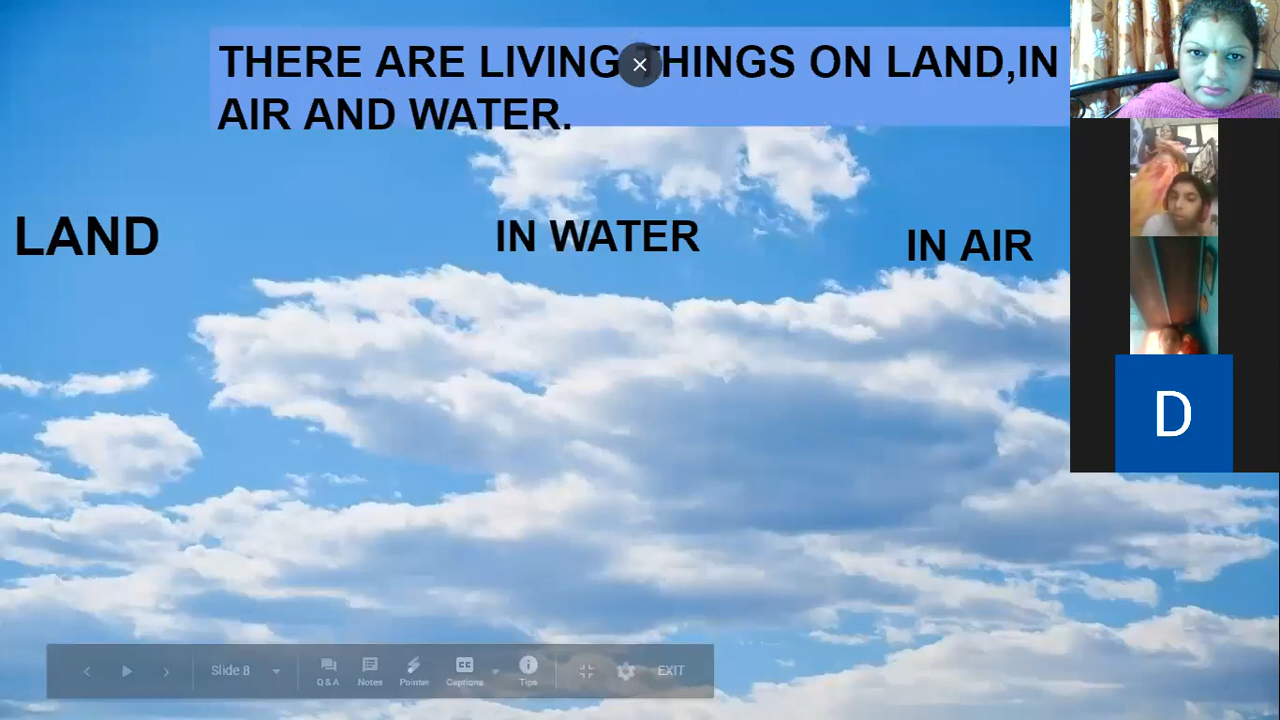 THERE ARE LIVING THINGS ON LAND,IN
AIR AND WATER.
LAND
IN WATER
IN AIR
D
Slide 8
Q & A
Notes
Pointer
Captions
Tips
EXIT